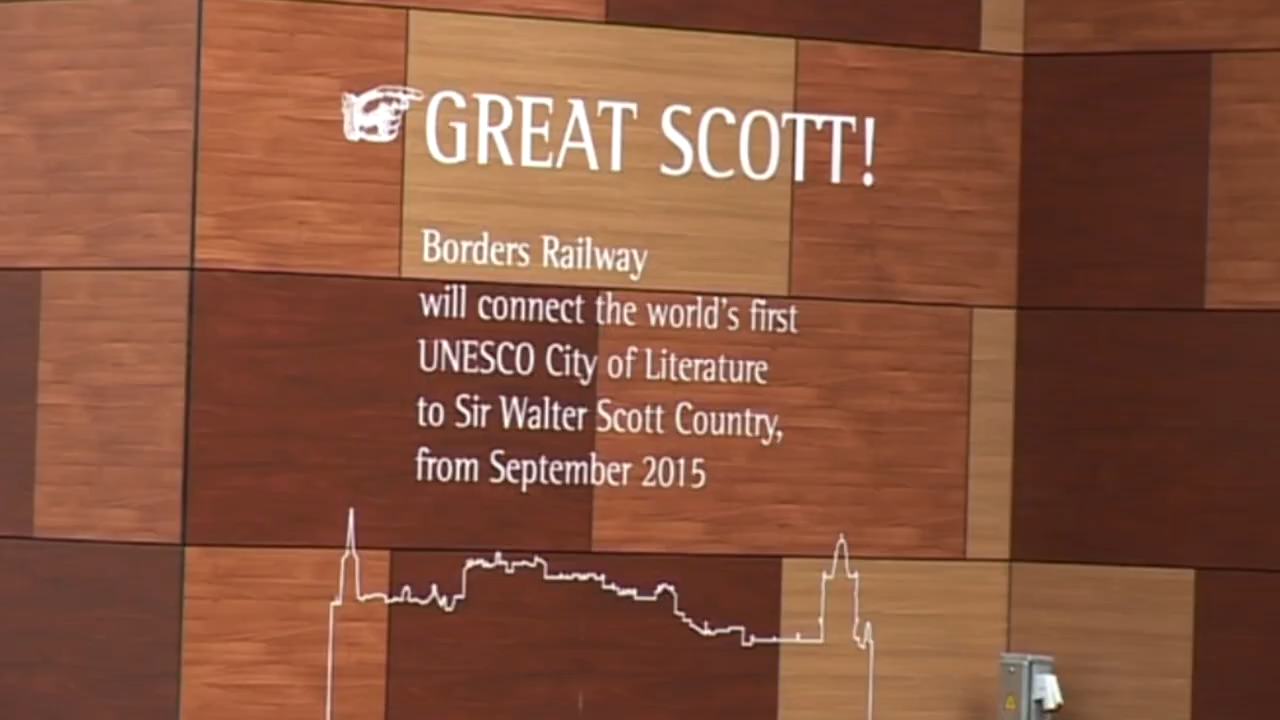 GREAT SCOTT!
Borders Railway
will connect the world's first
UNESCO City of Literature
to Sir Walter Scott Country,
from September 2015